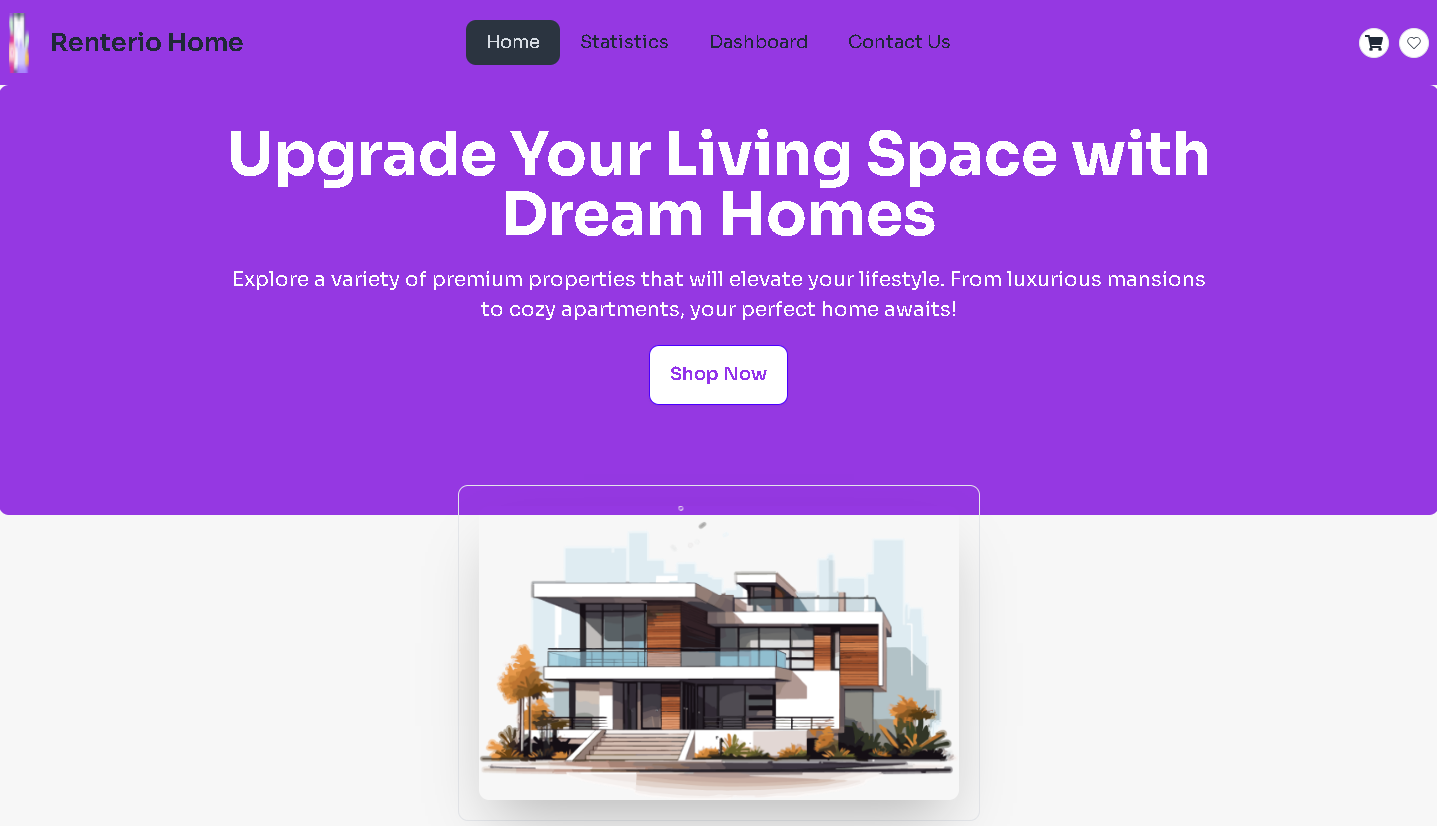 Renterio Home
Home
Statistics
Dashboard
Contact Us
Upgrade Your Living Space with
Dream Homes
Explore a variety of premium properties that will elevate your lifestyle. From luxurious mansions
to cozy apartments, your perfect home awaits!
Shop Now